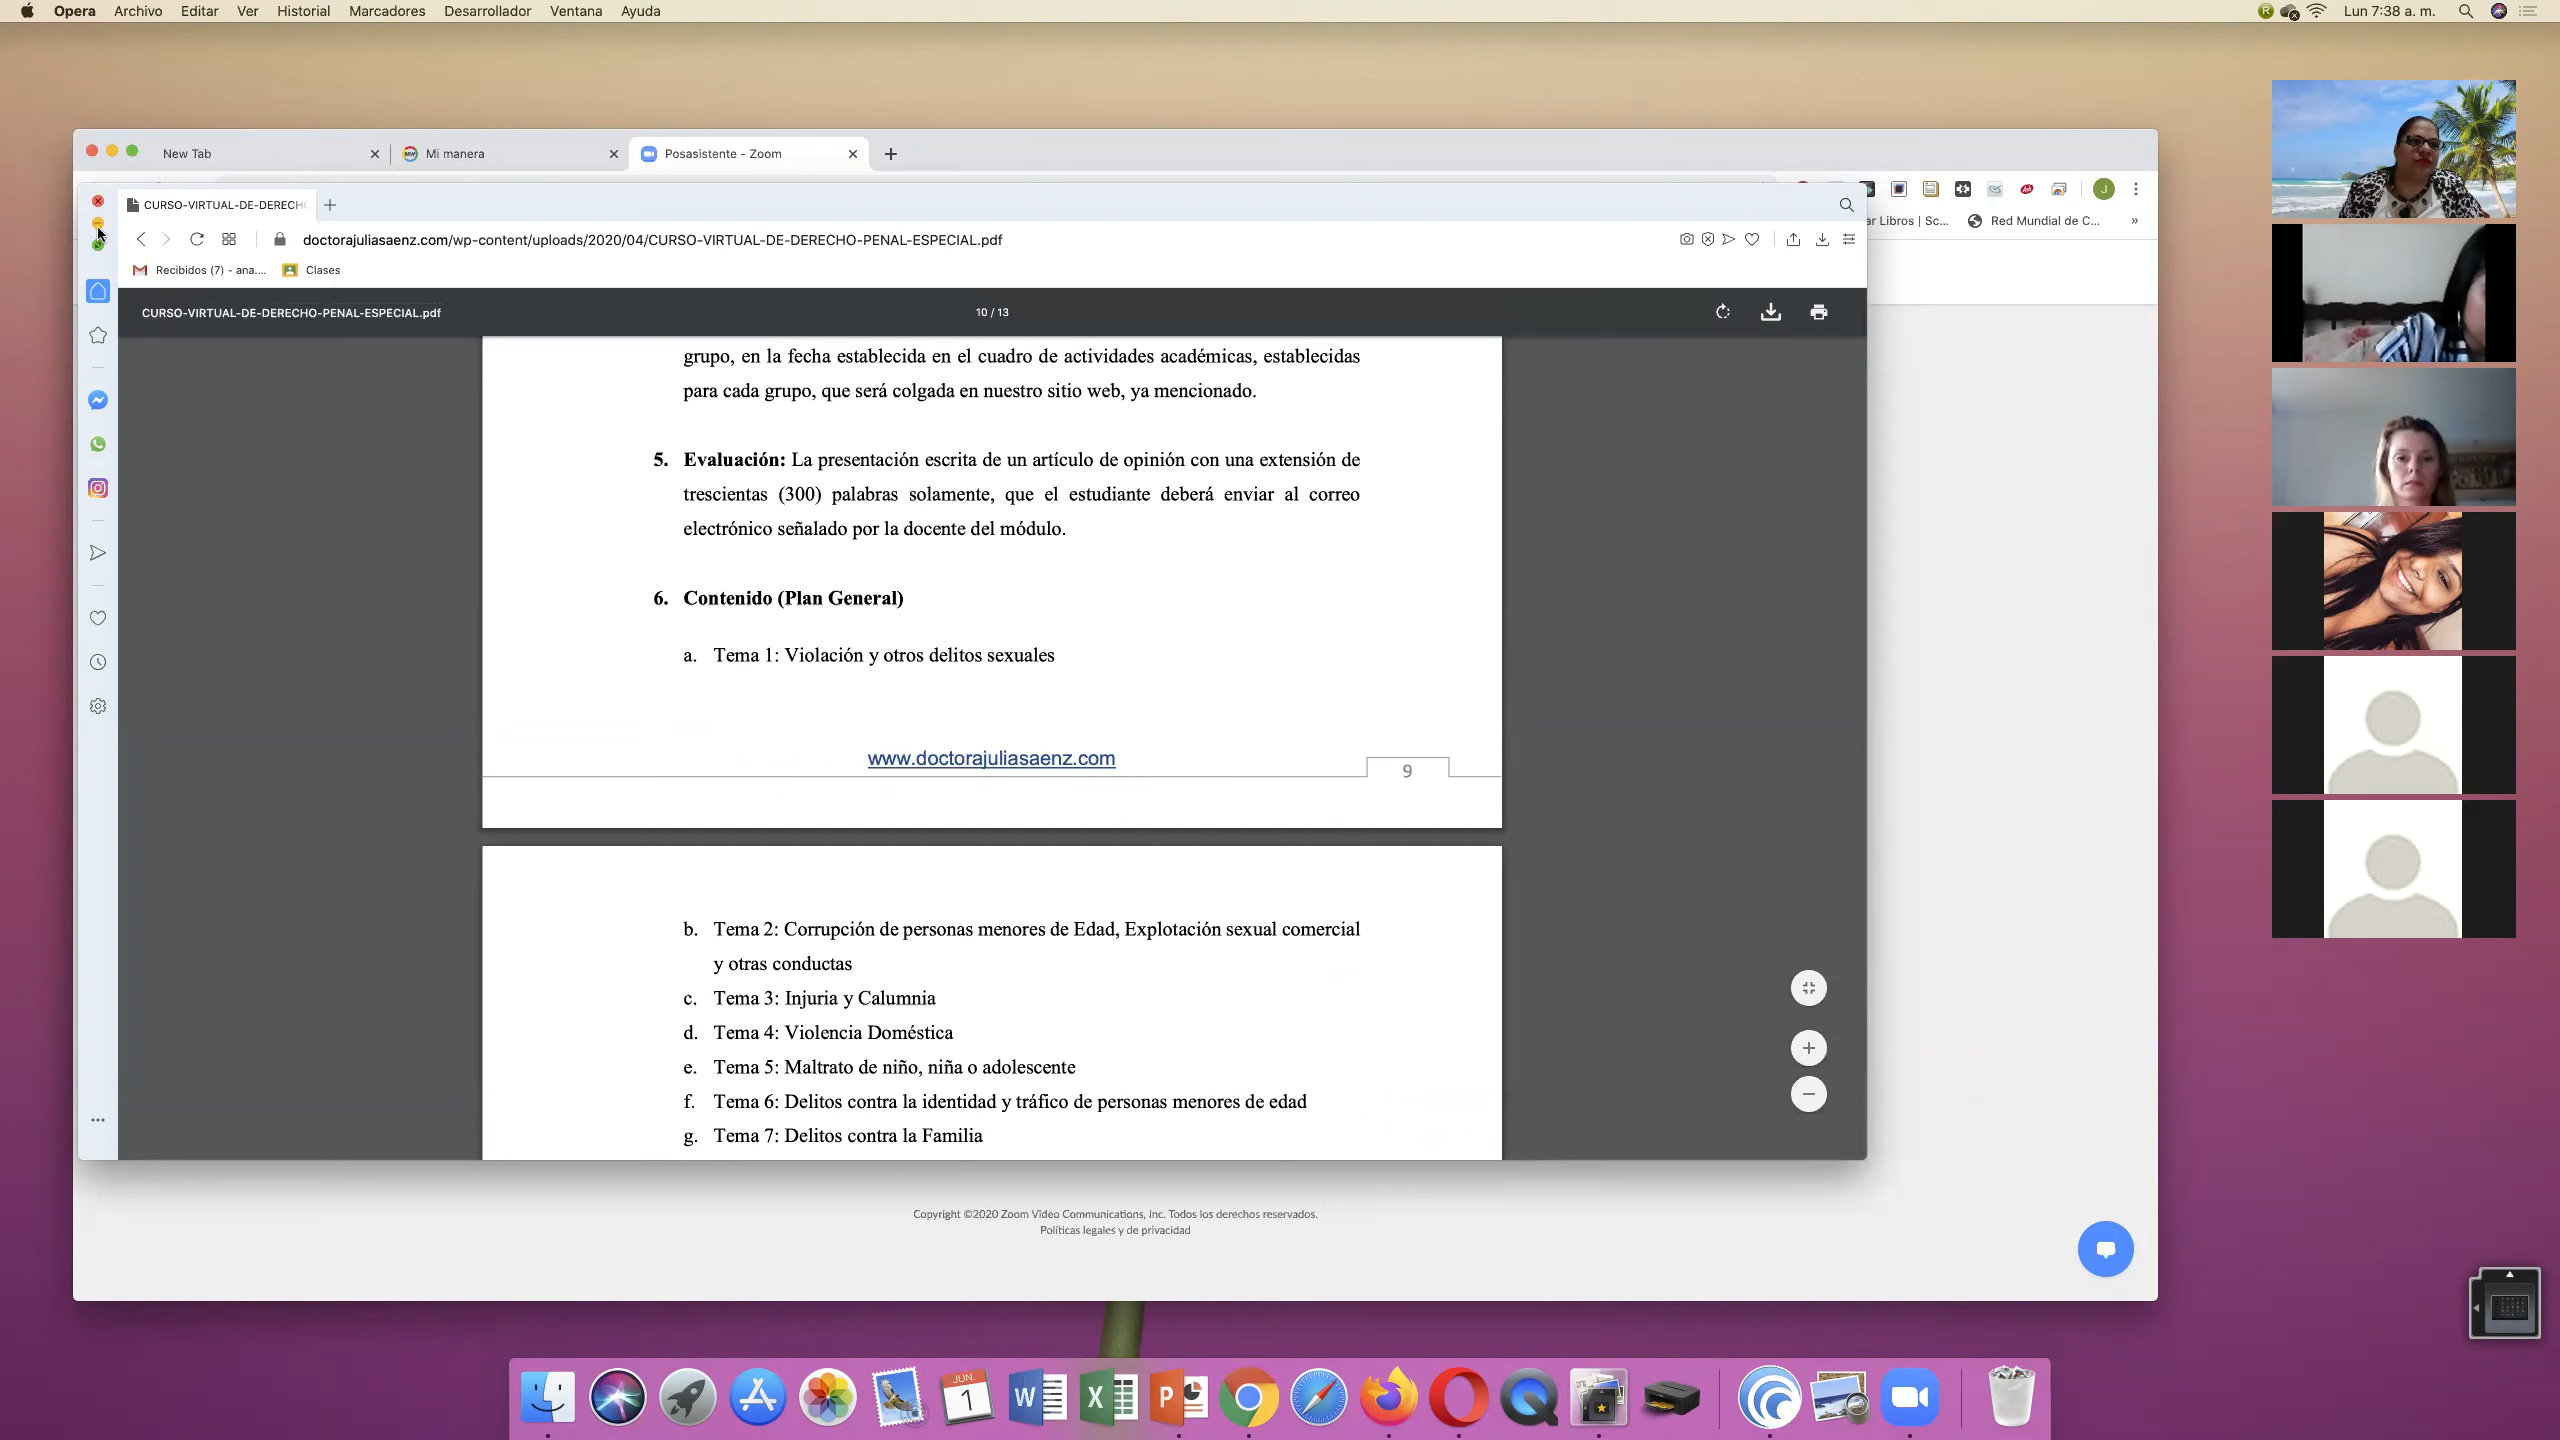 Opera Archivo Editar Ver Historial Marcadores Desarrollador Ventana Ayuda
Lun 7:38 a. m.
New Tab
Mi manera
Posasistente - Zoom
J
ar Libros | Sc...
Red Mundial de C...
»
CURSO-VIRTUAL-DE-DERECH
doctorajuliasaenz.com/wp-content/uploads/2020/04/CURSO-VIRTUAL-DE-DERECHO-PENAL-ESPECIAL.pdf
Recibidos (7) - ana....
Clases
CURSO-VIRTUAL-DE-DERECHO-PENAL-ESPECIAL.pdf
10 / 13
grupo, en la fecha establecida en el cuadro de actividades académicas, establecidas
para cada grupo, que será colgada en nuestro sitio web, ya mencionado.
5. Evaluación: La presentación escrita de un artículo de opinión con una extensión de
trescientas (300) palabras solamente, que el estudiante deberá enviar al correo
electrónico señalado por la docente del módulo.
6. Contenido (Plan General)
a. Tema 1: Violación y otros delitos sexuales
www.doctorajuliasaenz.com
9
b. Tema 2: Corrupción de personas menores de Edad, Explotación sexual comercial
y otras conductas
c. Tema 3: Injuria y Calumnia
d. Tema 4: Violencia Doméstica
e. Tema 5: Maltrato de niño, niña o adolescente
f. Tema 6: Delitos contra la identidad y tráfico de personas menores de edad
g. Tema 7: Delitos contra la Familia
Copyright ©2020 Zoom Video Communications, Inc. Todos los derechos reservados.
Políticas legales y de privacidad
JUN.
1
W
X
P